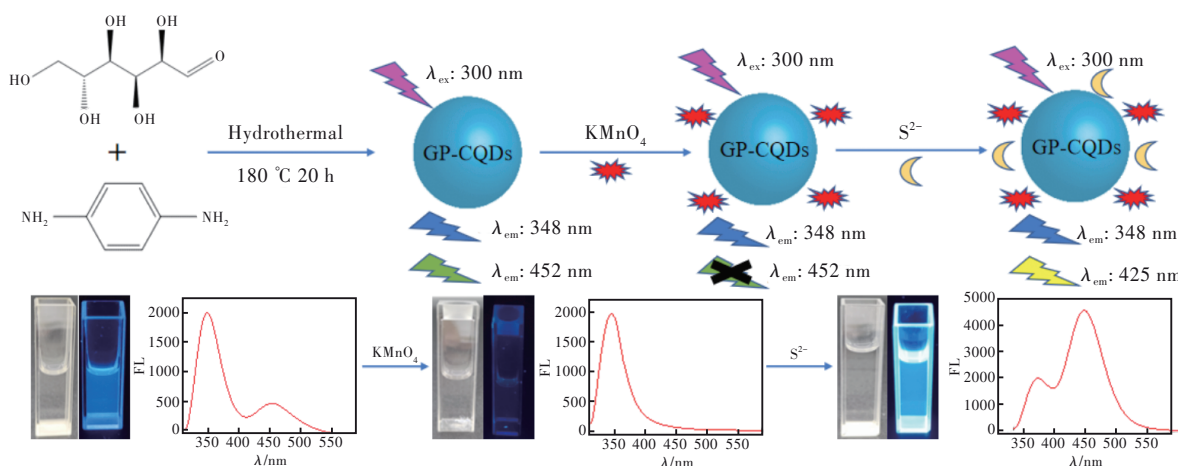 OH
OH
O
HO
OH
OH
+
NH₂
NH₂
Hydrothermal
180 ℃ 20 h
λex: 300 nm
GP-CQDs
λem: 348 nm
λem: 452 nm
KMnO₄
λex: 300 nm
GP-CQDs
λem: 348 nm
λem: 452 nm
S²⁻
λex: 300 nm
GP-CQDs
λem: 348 nm
λem: 425 nm
FL
2000
1500
1000
500
0
350 400 450 500 550
λ/nm
KMnO₄
FL
2000
1500
1000
500
0
350 400 450 500 550
λ/nm
S²⁻
FL
5000
4000
3000
2000
1000
0
350 400 450 500 550
λ/nm